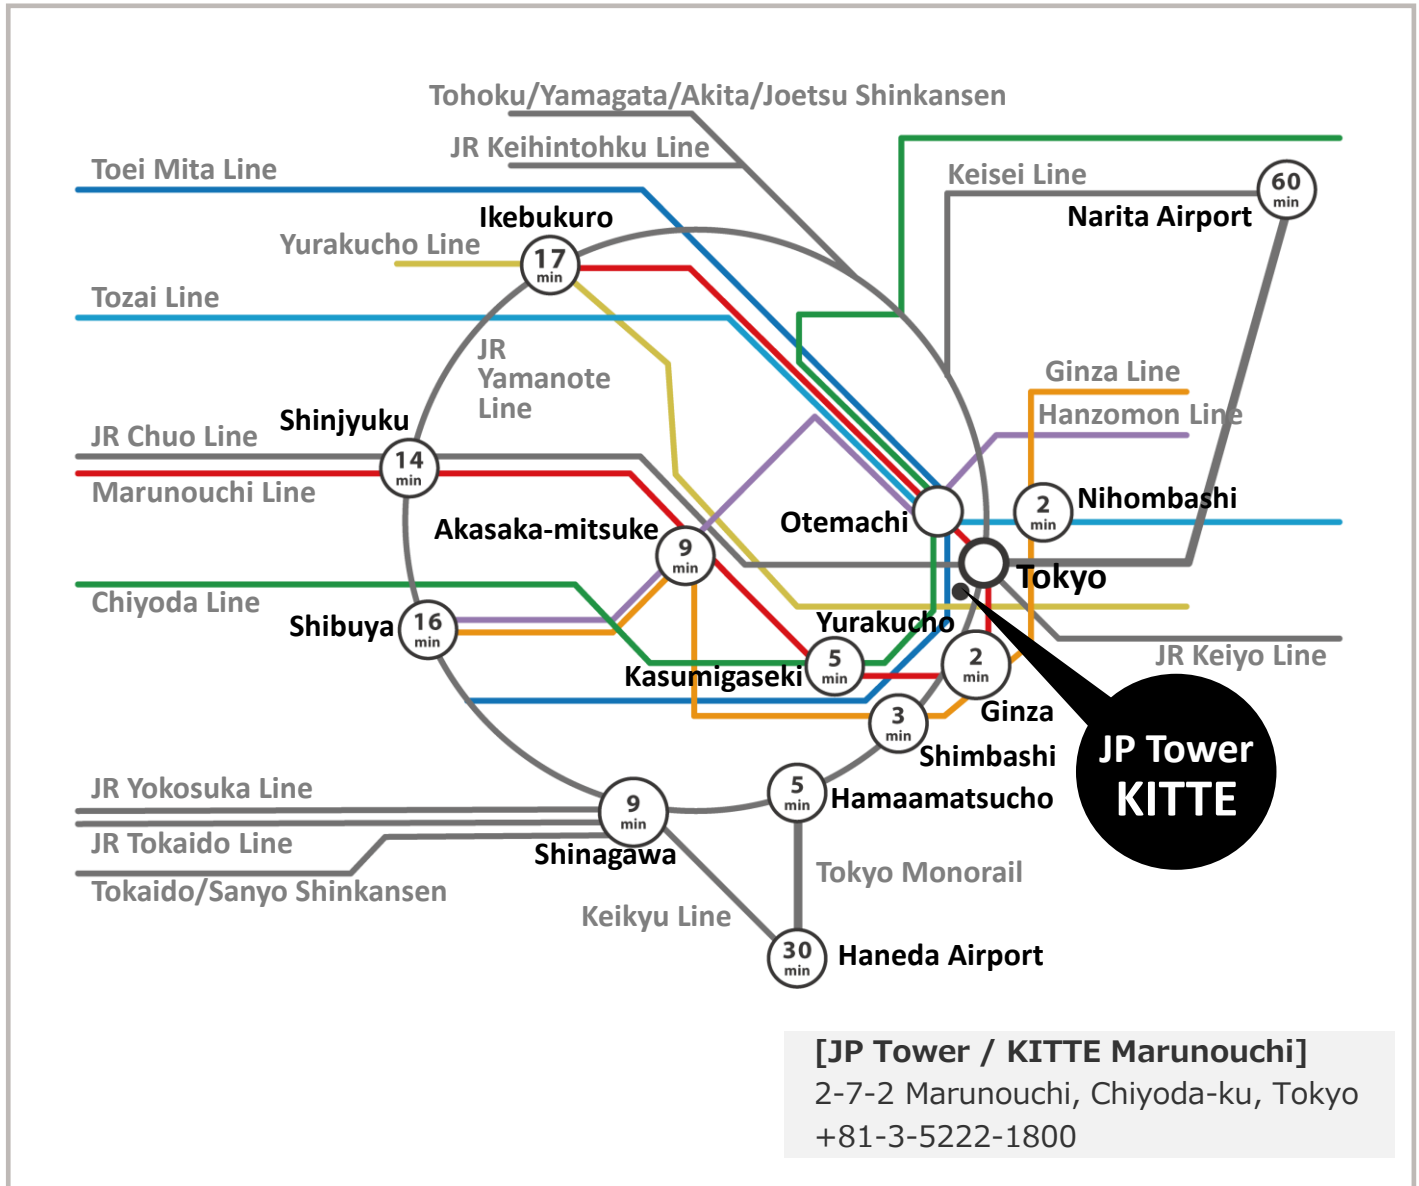 Tohoku/Yamagata/Akita/Joetsu Shinkansen
JR Keihintohku Line
Toei Mita Line
Keisei Line
60
min
Narita Airport
Ikebukuro
Yurakucho Line
17
min
Tozai Line
JR
Yamanote
Line
Ginza Line
Hanzomon Line
Shinjyuku
JR Chuo Line
14
min
Marunouchi Line
Akasaka-mitsuke
9
min
Otemachi
2
min
Nihombashi
Tokyo
Chiyoda Line
Shibuya
16
min
Yurakucho
Kasumigaseki
5
min
2
min
Ginza
JR Keiyo Line
3
min
Shimbashi
JP Tower
KITTE
JR Yokosuka Line
9
min
5
min
Hamaamatsucho
JR Tokaido Line
Shinagawa
Tokaido/Sanyo Shinkansen
Tokyo Monorail
Keikyu Line
30
min
Haneda Airport
[JP Tower / KITTE Marunouchi]
2-7-2 Marunouchi, Chiyoda-ku, Tokyo
+81-3-5222-1800